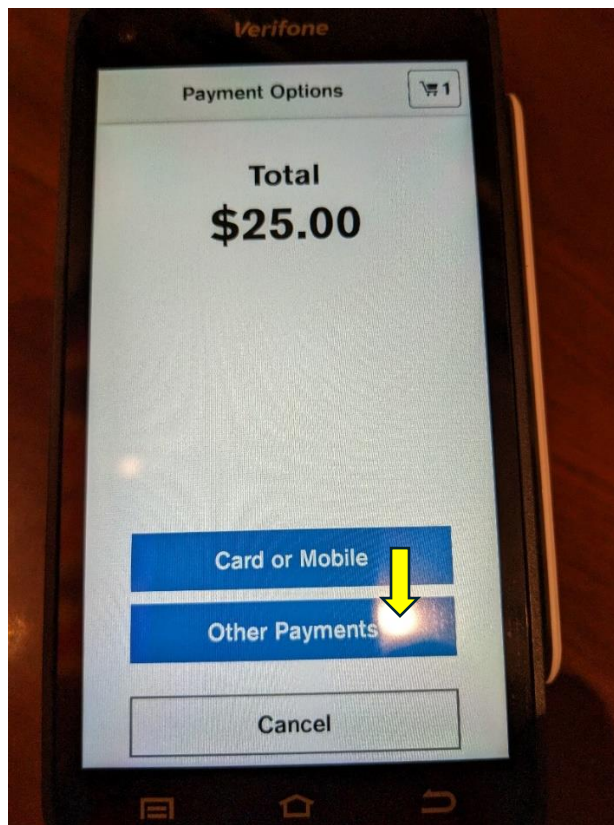 Verifone
Payment Options
1
Total
$25.00
Card or Mobile
Other Payments
Cancel